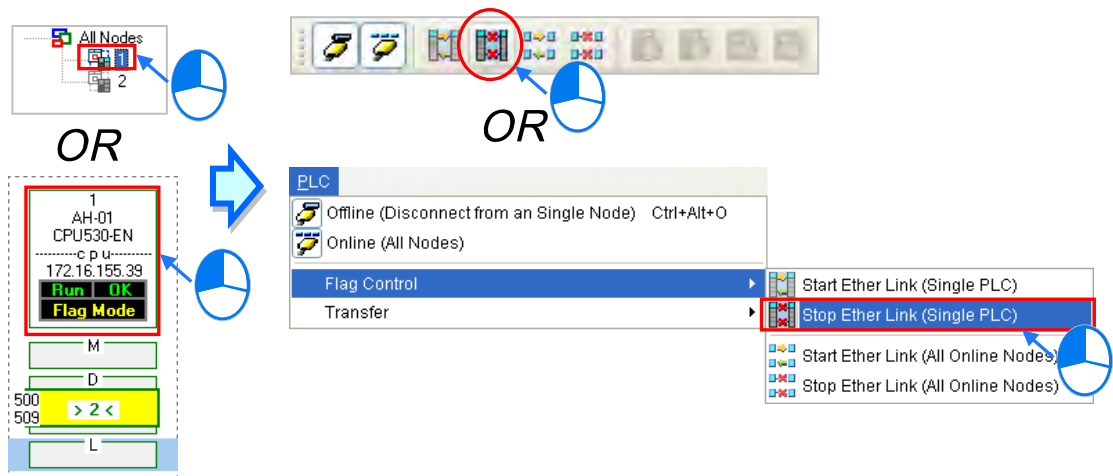 All Nodes
1
2
OR
1
AH-01
CPU530-EN
c p u
172.16.155.39
Run OK
Flag Mode
M
D
500
509
> 2 <
L
OR
PLC
Offline (Disconnect from an Single Node) Ctrl+Alt+O
Online (All Nodes)
Flag Control
Transfer
Start Ether Link (Single PLC)
Stop Ether Link (Single PLC)
Start Ether Link (All Online Nodes)
Stop Ether Link (All Online Nodes)